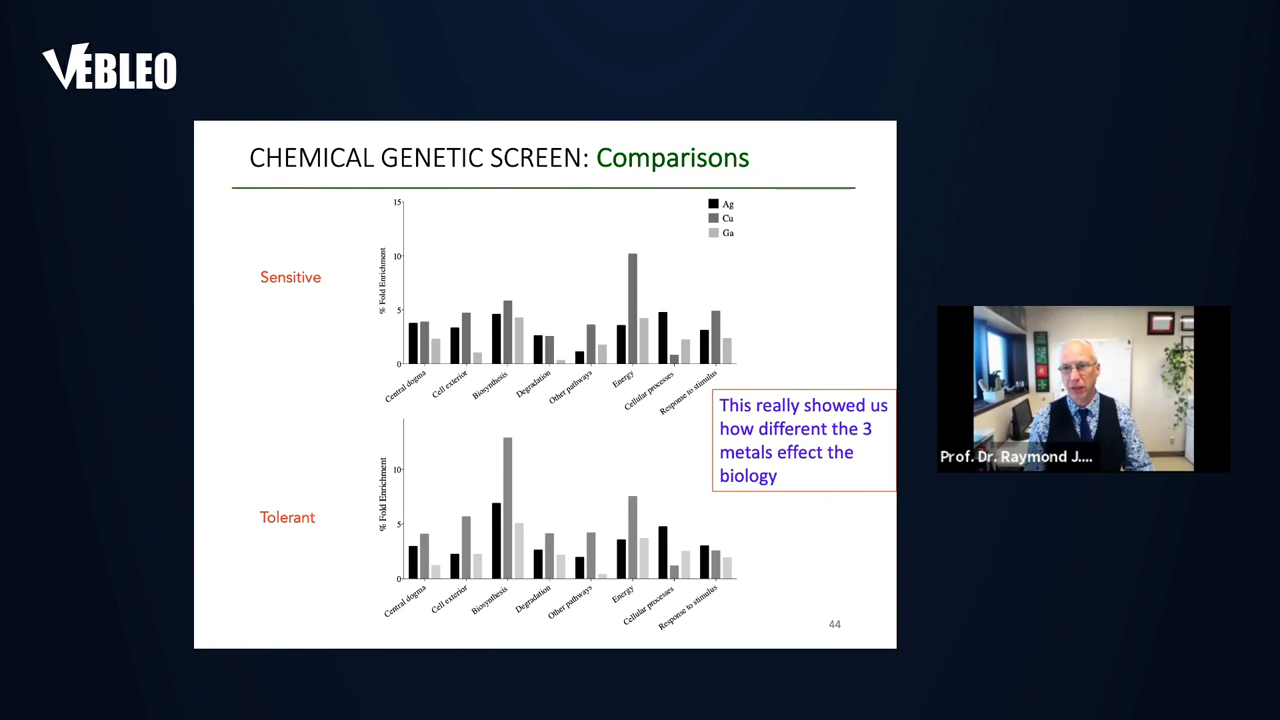 VEBLEO
CHEMICAL GENETIC SCREEN: Comparisons
Sensitive
% Fold Enrichment
15
10
5
0
Ag
Cu
Ga
Central dogma
Cell exterior
Biosynthesis
Degradation
Other pathways
Energy
Cellular processes
Response to stimulus
This really showed us
how different the 3
metals effect the
biology
Tolerant
% Fold Enrichment
10
5
0
Central dogma
Cell exterior
Biosynthesis
Degradation
Other pathways
Energy
Cellular processes
Response to stimulus
44
Prof. Dr. Raymond J....